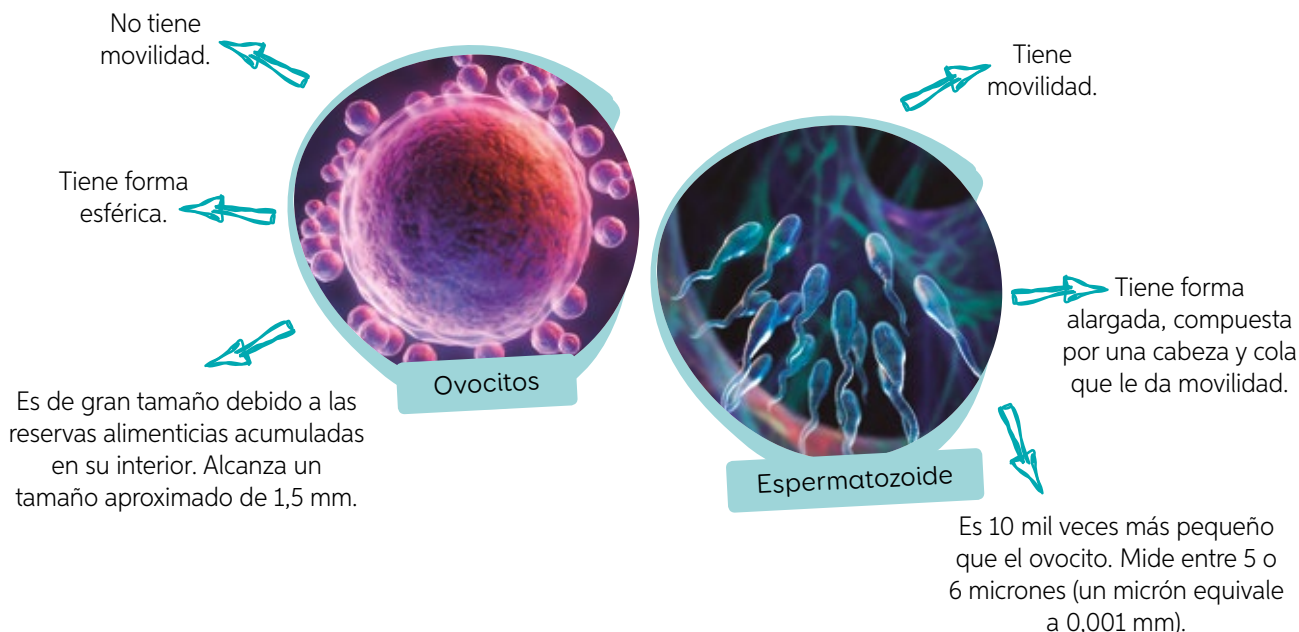 No tiene
movilidad.
Tiene forma
esférica.
Es de gran tamaño debido a las
reservas alimenticias acumuladas
en su interior. Alcanza un
tamaño aproximado de 1,5 mm.
Ovocitos
Tiene
movilidad.
Tiene forma
alargada, compuesta
por una cabeza y cola
que le da movilidad.
Es 10 mil veces más pequeño
que el ovocito. Mide entre 5 o
6 micrones (un micrón equivale
a 0,001 mm).
Espermatozoide